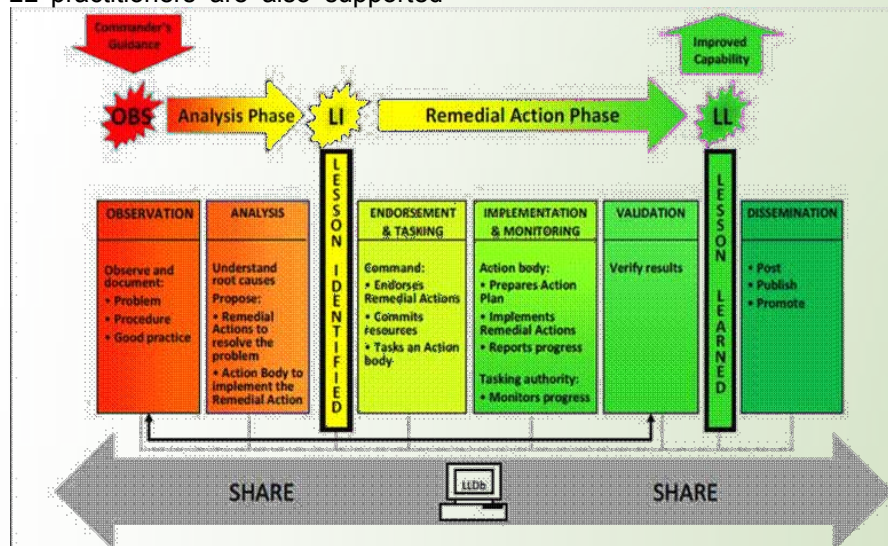 LL practitioners are also supported
Commander's
Guidance
Improved
Capability
OBS
Analysis Phase
LI
Remedial Action Phase
LL
OBSERVATION
Observe and
document:
• Problem
• Procedure
• Good practice
ANALYSIS
Understand
root causes
Propose:
• Remedial
Actions to
resolve the
problem
• Action Body to
implement the
Remedial Action
LESSON IDENTIFIED
ENDORSEMENT
& TASKING
Command:
• Endorses
Remedial Actions
• Commits
resources
• Tasks an Action
body
IMPLEMENTATION
& MONITORING
Action body:
• Prepares Action
Plan
• Implements
Remedial Actions
• Reports progress
Tasking authority:
• Monitors progress
VALIDATION
Verify results
LESSON LEARNED
DISSEMINATION
• Post
• Publish
• Promote
SHARE
LLDb
SHARE